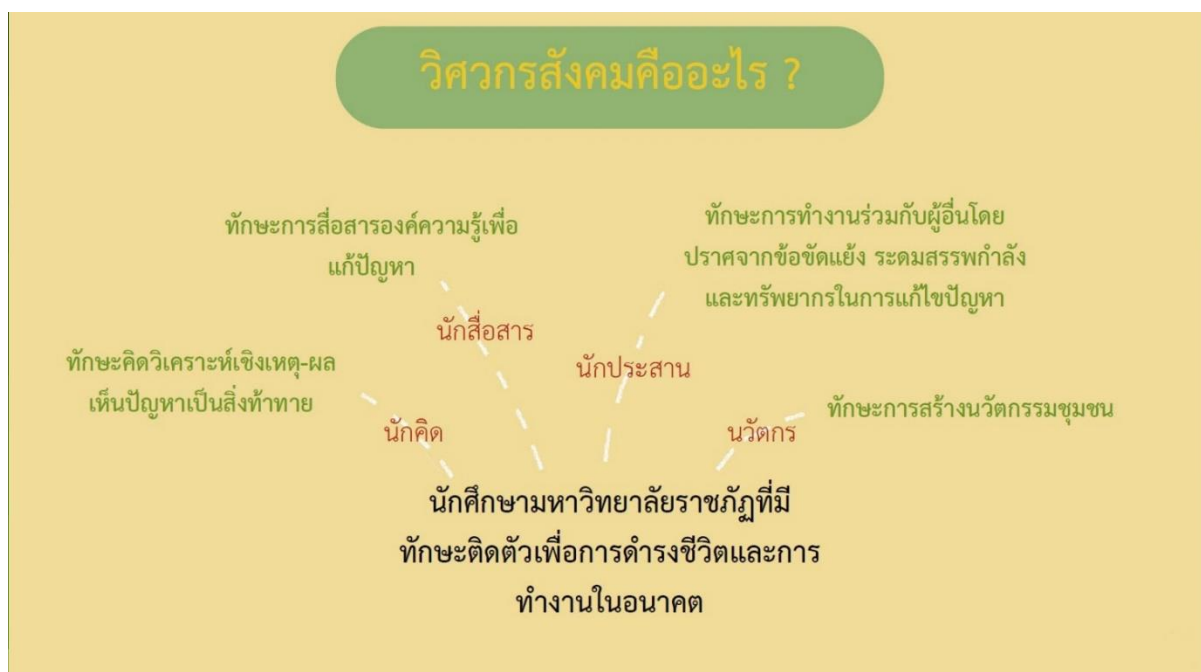 วิศวกรสังคมคืออะไร ?
ทักษะการสื่อสารองค์ความรู้เพื่อ
แก้ปัญหา
ทักษะการทำงานร่วมกับผู้อื่นโดย
ปราศจากข้อขัดแย้ง ระดมสรรพกำลัง
และทรัพยากรในการแก้ไขปัญหา
นักสื่อสาร
นักประสาน
ทักษะคิดวิเคราะห์เชิงเหตุ-ผล
เห็นปัญหาเป็นสิ่งท้าทาย
นักคิด
นวัตกร
ทักษะการสร้างนวัตกรรมชุมชน
นักศึกษามหาวิทยาลัยราชภัฏที่มี
ทักษะติดตัวเพื่อการดำรงชีวิตและการ
ทำงานในอนาคต